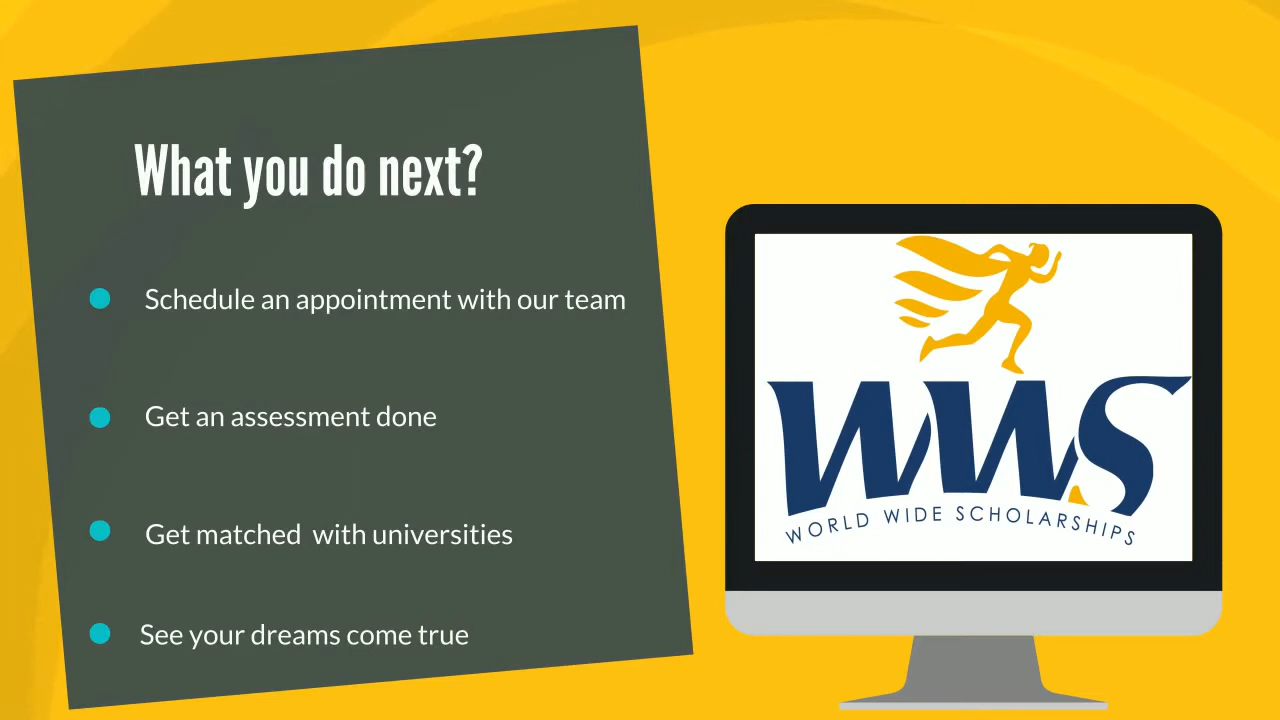 What you do next?
Schedule an appointment with our team
Get an assessment done
Get matched  with universities
See your dreams come true
WWS
WORLD WIDE SCHOLARSHIPS